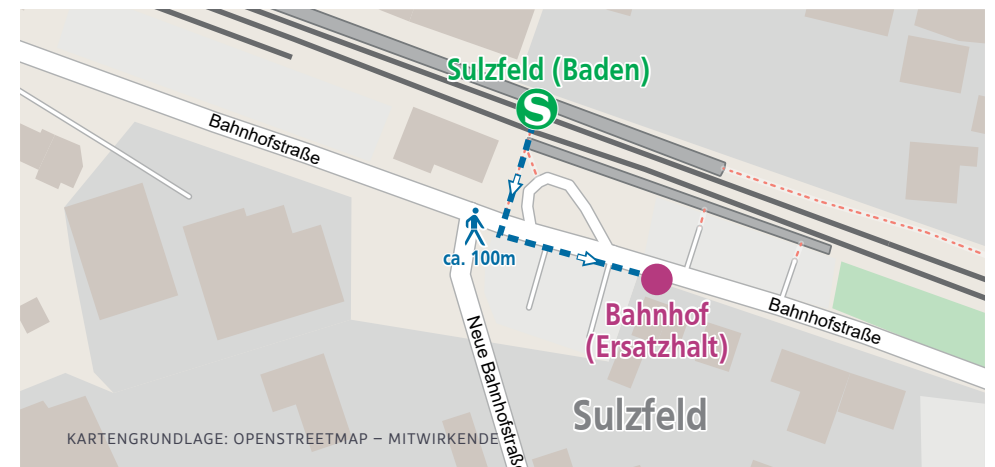 Sulzfeld (Baden)
S
Bahnhofstraße
ca. 100m
Bahnhof
(Ersatzhalt)
Bahnhofstraße
Neue Bahnhofstraße
Sulzfeld
KARTENGRUNDLAGE: OPENSTREETMAP – MITWIRKENDE